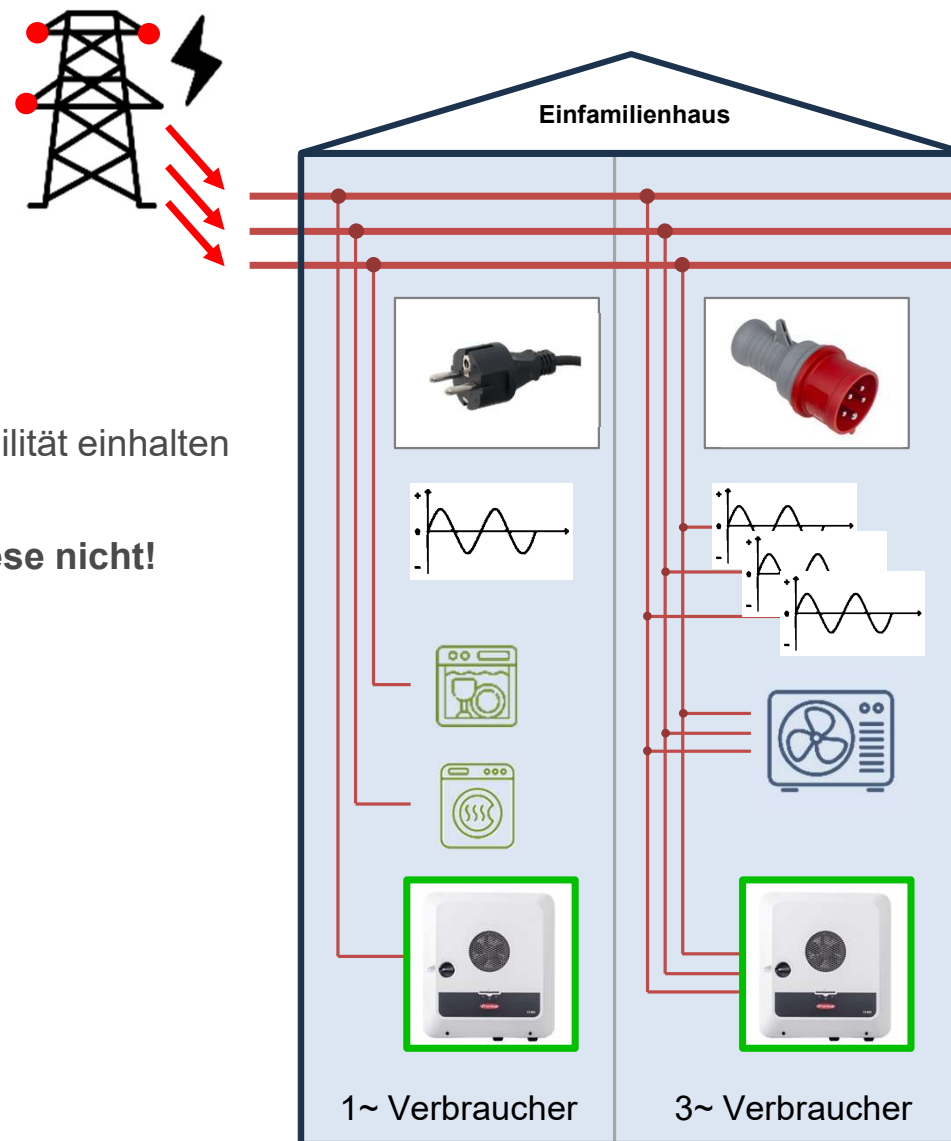 Einfamilienhaus
ilität einhalten
ese nicht!
+
-
+
-
+
-
+
-
1~ Verbraucher
3~ Verbraucher